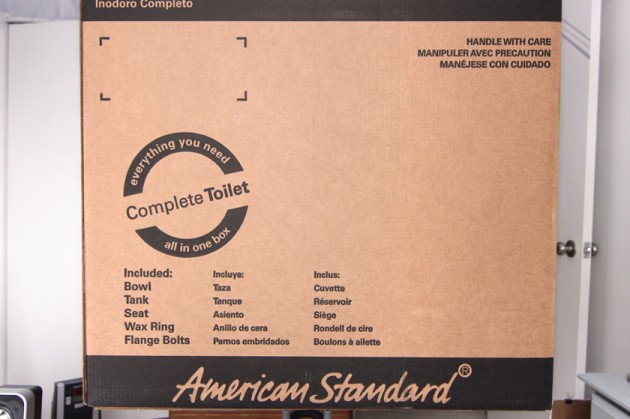 Inodoro Completo
HANDLE WITH CARE
MANIPULER AVEC PRECAUTION
MANÉJESE CON CUIDADO
everything you need
Complete Toilet
all in one box
Included:
Bowl
Tank
Seat
Wax Ring
Flange Bolts
Incluye:
Taza
Tanque
Asiento
Anillo de cera
Pernos embridados
Inclus:
Cuvette
Réservoir
Siège
Rondell de cire
Boulons à ailette
American Standard®